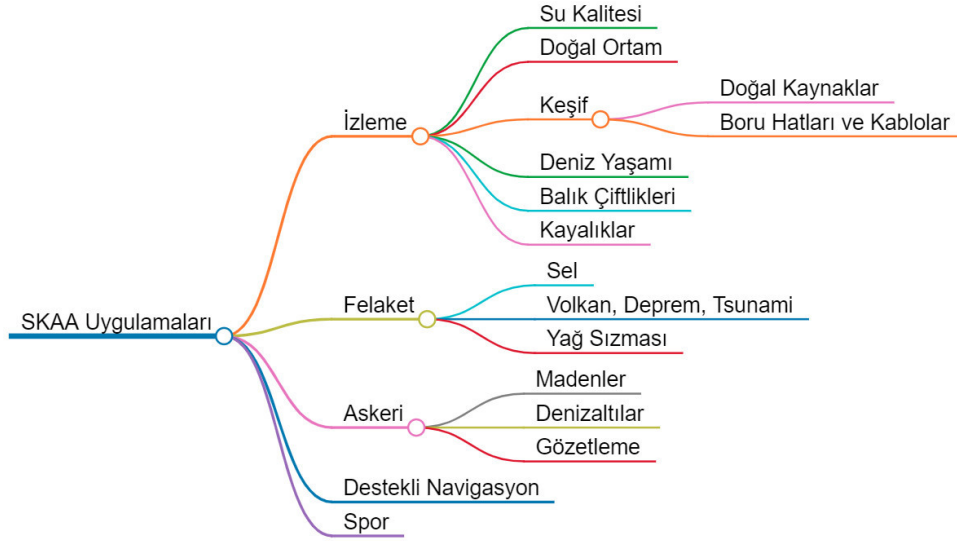 SKAA Uygulamaları
İzleme
Su Kalitesi
Doğal Ortam
Keşif
Doğal Kaynaklar
Boru Hatları ve Kablolar
Deniz Yaşamı
Balık Çiftlikleri
Kayalıklar
Felaket
Sel
Volkan, Deprem, Tsunami
Yağ Sızması
Askeri
Madenler
Denizaltılar
Gözetleme
Destekli Navigasyon
Spor